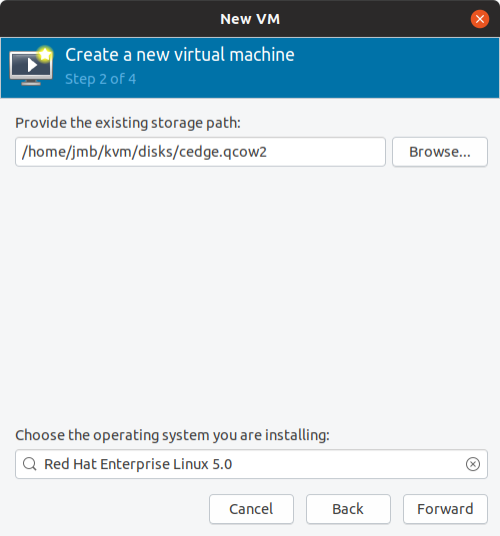 New VM
Create a new virtual machine
Step 2 of 4
Provide the existing storage path:
/home/jmb/kvm/disks/cedge.qcow2 Browse...
Choose the operating system you are installing:
Red Hat Enterprise Linux 5.0
Cancel Back Forward